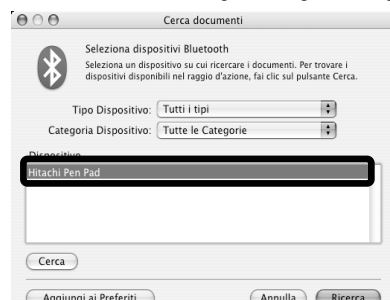 Cerca documenti
Seleziona dispositivi Bluetooth
Seleziona un dispositivo su cui ricercare i documenti. Per trovare i
dispositivi disponibili nel raggio d'azione, fai clic sul pulsante Cerca.
Tipo Dispositivo: Tutti i tipi
Categoria Dispositivo: Tutte le Categorie
Dispositivo
Hitachi Pen Pad
Cerca
Aggiungi ai Preferiti Annulla Ricerca